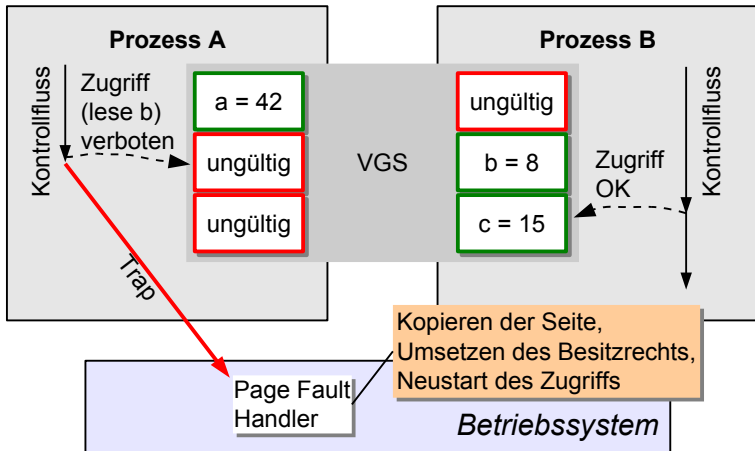 Prozess A
Prozess B
Kontrollfluss
Zugriff
(lese b)
verboten
a = 42
ungültig
ungültig
VGS
ungültig
b = 8
c = 15
Zugriff
OK
Kontrollfluss
Trap
Kopieren der Seite,
Umsetzen des Besitzrechts,
Neustart des Zugriffs
Page Fault
Handler
Betriebssystem